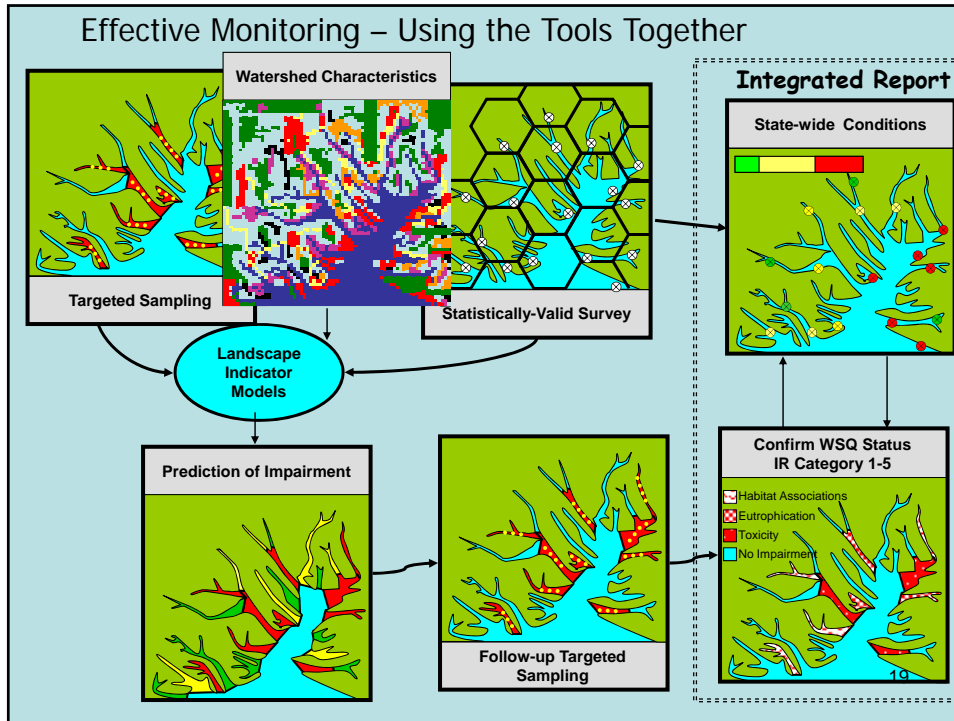 Effective Monitoring – Using the Tools Together
Watershed Characteristics
Targeted Sampling
Statistically-Valid Survey
Landscape
Indicator
Models
Prediction of Impairment
Follow-up Targeted
Sampling
Integrated Report
State-wide Conditions
Confirm WSQ Status
IR Category 1-5
Habitat Associations
Eutrophication
Toxicity
No Impairment
19